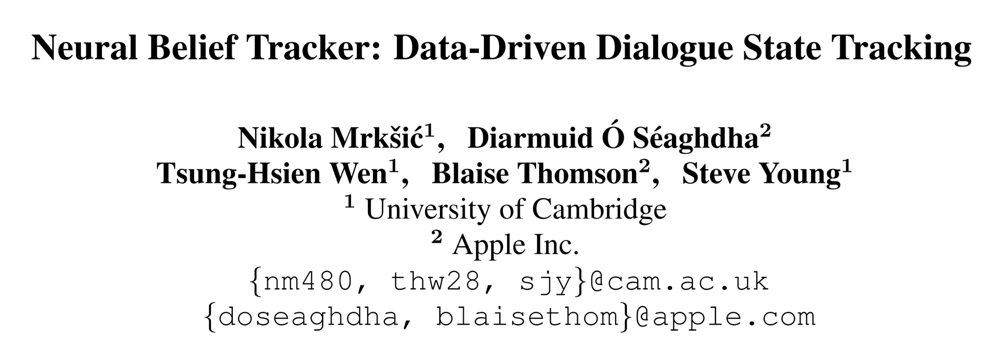 Neural Belief Tracker: Data-Driven Dialogue State Tracking
Nikola Mrkšić¹, Diarmuid Ó Séaghdha²
Tsung-Hsien Wen¹, Blaise Thomson², Steve Young¹
¹ University of Cambridge
² Apple Inc.
{nm480, thw28, sjy}@cam.ac.uk
{doseaghdha, blaisethom}@apple.com